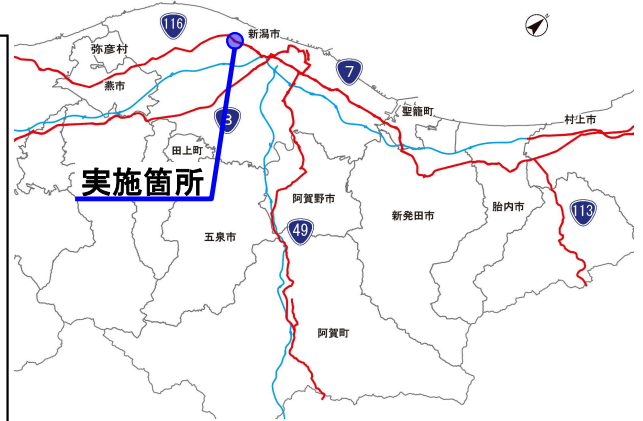 116
新潟市
弥彦村
7
燕市
聖籠町
8
村上市
田上町
実施箇所
阿賀野市
胎内市
新発田市
113
49
五泉市
阿賀町